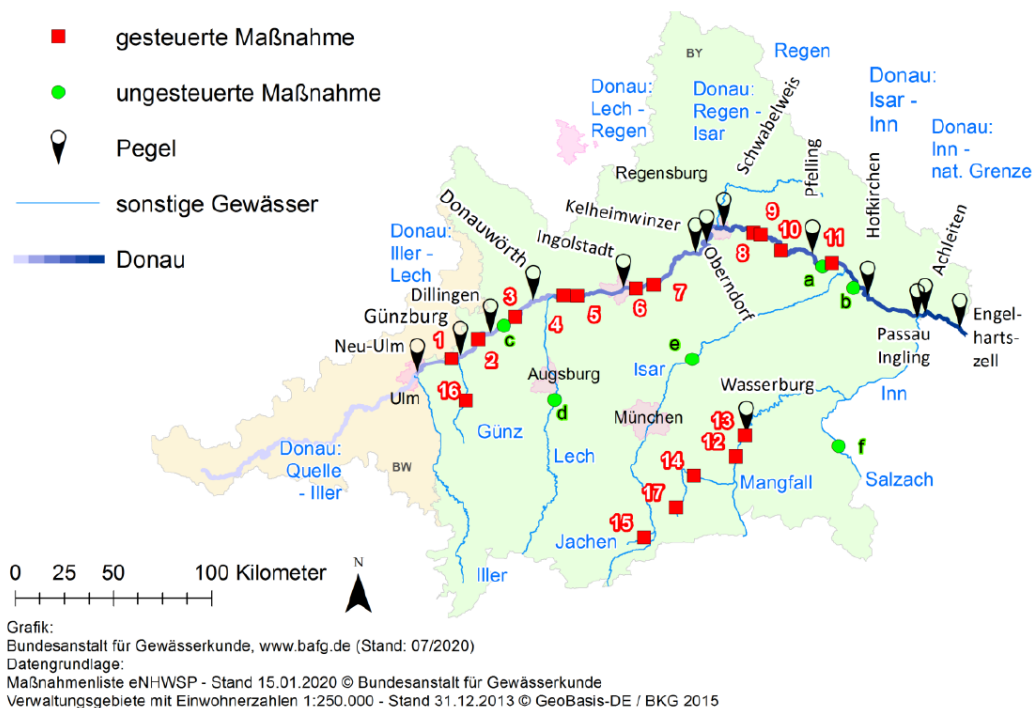 gesteuerte Maßnahme
ungesteuerte Maßnahme
Pegel
sonstige Gewässer
Donau
BY
Regen
Donau:
Lech -
Regen
Donau:
Regen -
Isar
Donau:
Isar -
Inn
Donau:
Inn -
nat. Grenze
Schwabelweis
Pfelling
Hofkirchen
Achleiten
Regensburg
Kelheimwinzer
Oberndorf
Ingolstadt
Donauwörth
Donau:
Iller -
Lech
Dillingen
Günzburg
Neu-Ulm
Ulm
1
2
3
4
5
6
7
8
9
10
11
a
b
c
Passau
Ingling
Engel-
harts-
zell
16
Augsburg
d
e
Isar
Wasserburg
Inn
München
13
12
14
17
15
f
Günz
Lech
Mangfall
Salzach
Donau:
Quelle
- Iller
BW
Jachen
Iller
0 25 50 100 Kilometer
N
Grafik:
Bundesanstalt für Gewässerkunde, www.bafg.de (Stand: 07/2020)
Datengrundlage:
Maßnahmenliste eNHWSP - Stand 15.01.2020 © Bundesanstalt für Gewässerkunde
Verwaltungsgebiete mit Einwohnerzahlen 1:250.000 - Stand 31.12.2013 © GeoBasis-DE / BKG 2015